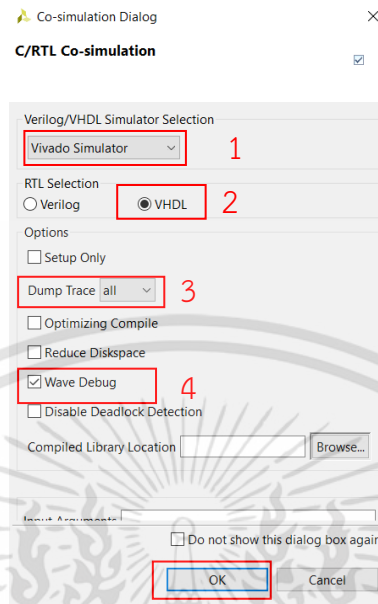 Co-simulation Dialog
C/RTL Co-simulation
Verilog/VHDL Simulator Selection
Vivado Simulator 1
RTL Selection
Verilog VHDL 2
Options
Setup Only
Dump Trace all 3
Optimizing Compile
Reduce Diskspace
Wave Debug 4
Disable Deadlock Detection
Compiled Library Location Browse...
Input Arguments
Do not show this dialog box again
OK Cancel